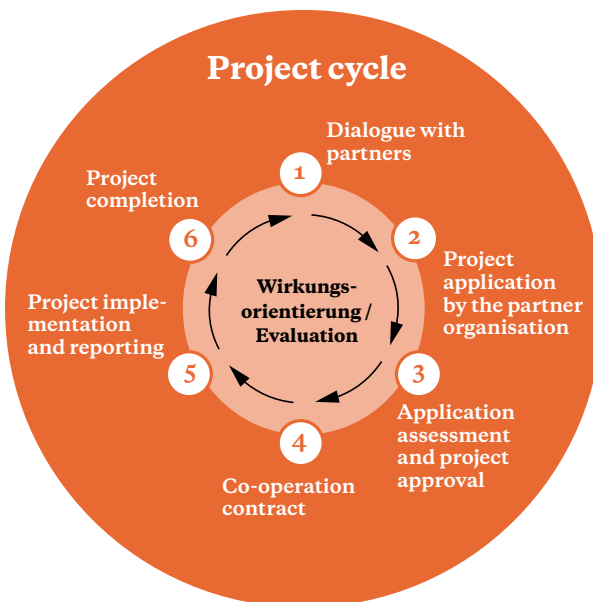 Project cycle
1
Dialogue with
partners
2
Project
application
by the partner
organisation
3
Application
assessment
and project
approval
4
Co-operation
contract
5
Project imple-
mentation
and reporting
6
Project
completion
Wirkungs-
orientierung /
Evaluation